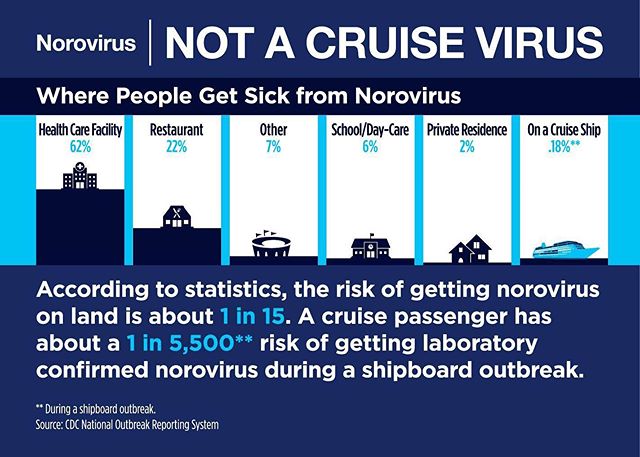 Norovirus | NOT A CRUISE VIRUS
Where People Get Sick from Norovirus
Health Care Facility
62%
Restaurant
22%
Other
7%
School/Day-Care
6%
Private Residence
2%
On a Cruise Ship
.18%**
According to statistics, the risk of getting norovirus
on land is about 1 in 15. A cruise passenger has
about a 1 in 5,500** risk of getting laboratory
confirmed norovirus during a shipboard outbreak.
** During a shipboard outbreak.
Source: CDC National Outbreak Reporting System